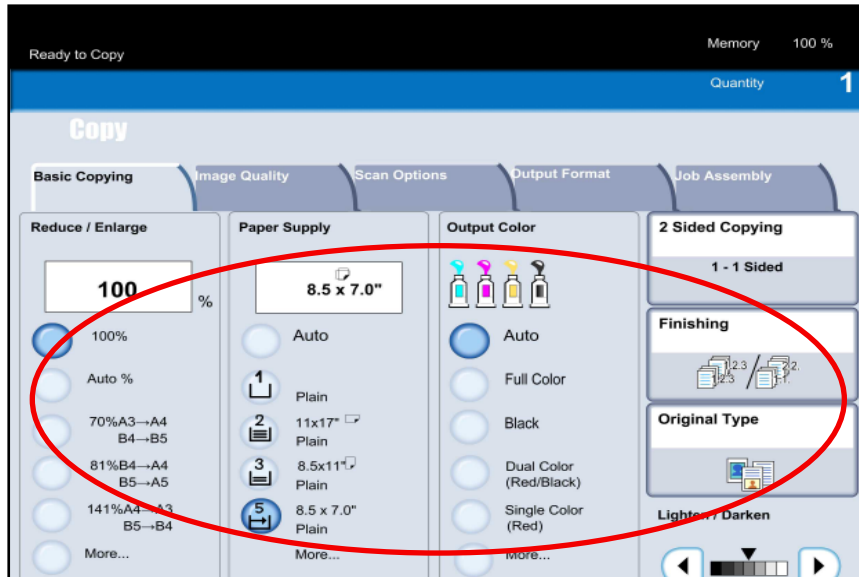 Ready to Copy
Memory 100 %
Quantity 1
Copy
Basic Copying
Image Quality
Scan Options
Output Format
Job Assembly
Reduce / Enlarge
100 %
100%
Auto %
70%A3→A4
B4→B5
81%B4→A4
B5→A5
141%A4→A3
B5→B4
More...
Paper Supply
8.5 x 7.0"
Auto
1
Plain
2 11x17"
Plain
3 8.5x11"
Plain
5 8.5 x 7.0"
Plain
More...
Output Color
Auto
Full Color
Black
Dual Color
(Red/Black)
Single Color
(Red)
More...
2 Sided Copying
1 - 1 Sided
Finishing
Original Type
Lighten / Darken